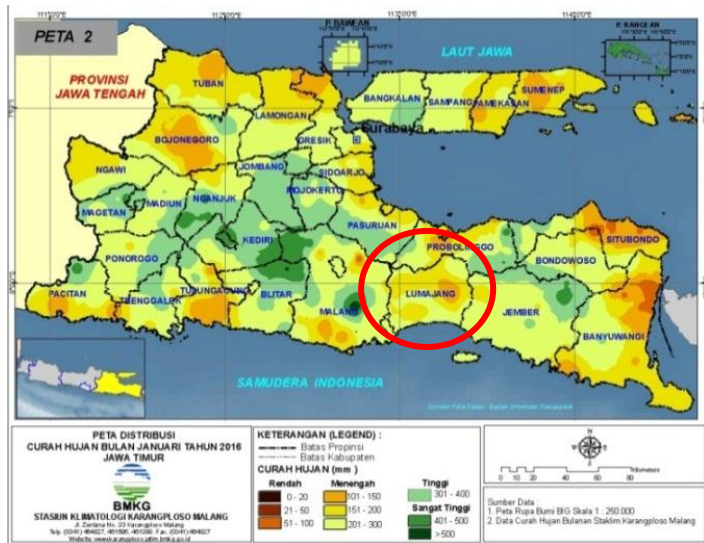 PETA 2
P. BAWEAN
P. KANGEAN
LAUT JAWA
PROVINSI
JAWA TENGAH
TUBAN
LAMONGAN
BANGKALAN
SAMPANG
PAMEKASAN
SUMENEP
BOJONEGORO
GRESIK
Surabaya
NGAWI
JOMBANG
SIDOARJO
MOJOKERTO
MAGETAN
MADIUN
NGANJUK
PASURUAN
KEDIRI
PROBOLINGGO
SITUBONDO
BONDOWOSO
PONOROGO
PACITAN
TRENGGALEK
TULUNGAGUNG
BLITAR
MALANG
LUMAJANG
JEMBER
BANYUWANGI
SAMUDERA INDONESIA
PETA DISTRIBUSI
CURAH HUJAN BULAN JANUARI TAHUN 2016
JAWA TIMUR
BMKG
STASIUN KLIMATOLOGI KARANGPLOSO MALANG
KETERANGAN (LEGEND) :
Batas Propinsi
Batas Kabupaten
CURAH HUJAN (mm )
Rendah
0 - 20
21 - 50
51 - 100
Menengah
101 - 150
151 - 200
201 - 300
Tinggi
301 - 400
Sangat Tinggi
401 - 500
>500
N
Sumber Data :
1. Peta Rupa Bumi BIG Skala 1 : 250.000
2. Data Curah Hujan Bulanan Staklim Karangploso Malang